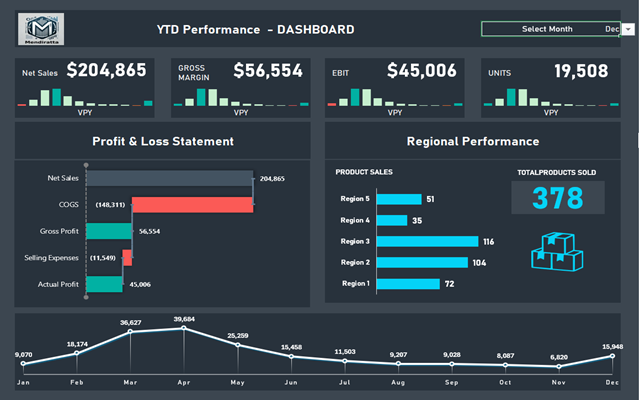 Mendiratta
YTD Performance - DASHBOARD
Select Month
Dec
Net Sales
$204,865
VPY
GROSS
MARGIN
$56,554
VPY
EBIT
$45,006
VPY
UNITS
19,508
VPY
Profit & Loss Statement
Net Sales
204,865
COGS
(148,311)
Gross Profit
56,554
Selling Expenses
(11,549)
Actual Profit
45,006
Regional Performance
PRODUCT SALES
Region 5
51
Region 4
35
Region 3
116
Region 2
104
Region 1
72
TOTALPRODUCTS SOLD
378
9,070
18,174
36,627
39,684
25,259
15,458
11,503
9,207
9,028
8,087
6,820
15,948
Jan
Feb
Mar
Apr
May
Jun
Jul
Aug
Sep
Oct
Nov
Dec